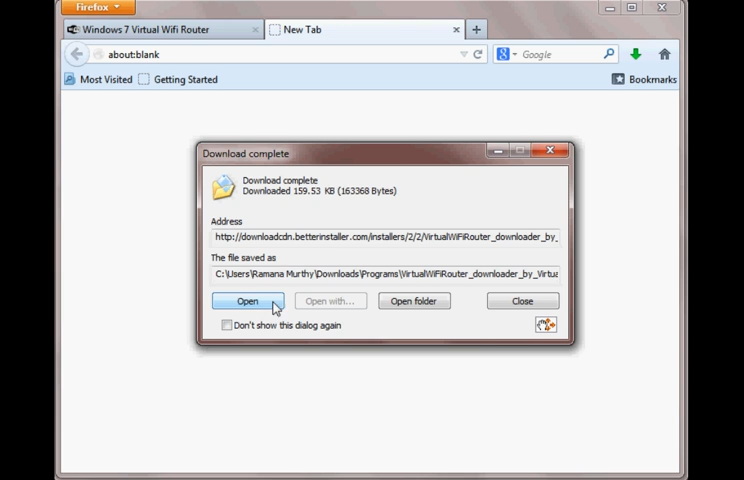 Firefox
Windows 7 Virtual Wifi Router
New Tab
about:blank
Google
Most Visited
Getting Started
Bookmarks
Download complete
Download complete
Downloaded 159.53 KB (163368 Bytes)
Address
http://downloadcdn.betterinstaller.com/installers/2/2/VirtualWiFiRouter_downloader_by_
The file saved as
C:\Users\Ramana Murthy\Downloads\Programs\VirtualWiFiRouter_downloader_by_Virtua
Open
Open with...
Open folder
Close
Don't show this dialog again